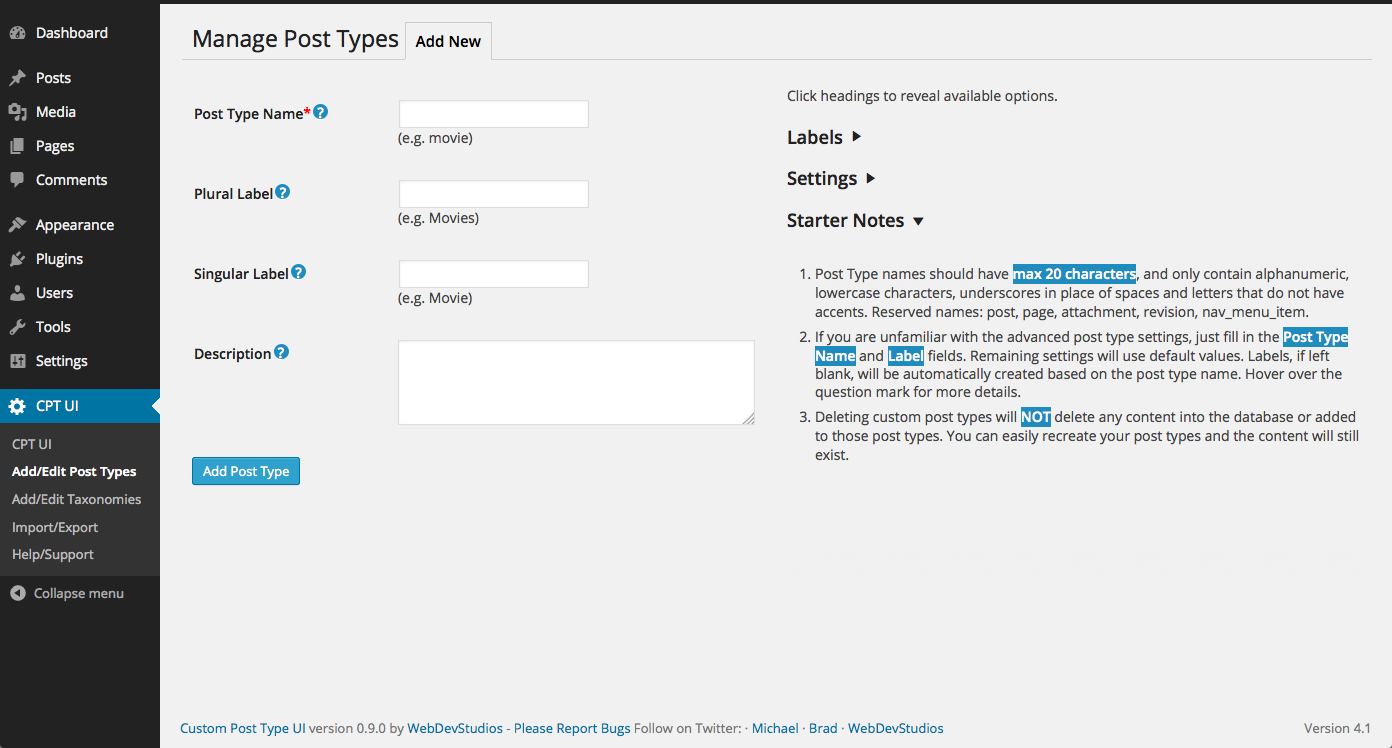 Dashboard
Posts
Media
Pages
Comments
Appearance
Plugins
Users
Tools
Settings
CPT UI
CPT UI
Add/Edit Post Types
Add/Edit Taxonomies
Import/Export
Help/Support
Collapse menu
Manage Post Types Add New
Post Type Name*?
(e.g. movie)
Plural Label?
(e.g. Movies)
Singular Label?
(e.g. Movie)
Description?
Add Post Type
Click headings to reveal available options.
Labels
Settings
Starter Notes
1. Post Type names should have max 20 characters, and only contain alphanumeric,
lowercase characters, underscores in place of spaces and letters that do not have
accents. Reserved names: post, page, attachment, revision, nav_menu_item.
2. If you are unfamiliar with the advanced post type settings, just fill in the Post Type
Name and Label fields. Remaining settings will use default values. Labels, if left
blank, will be automatically created based on the post type name. Hover over the
question mark for more details.
3. Deleting custom post types will NOT delete any content into the database or added
to those post types. You can easily recreate your post types and the content will still
exist.
Custom Post Type UI version 0.9.0 by WebDevStudios - Please Report Bugs Follow on Twitter: · Michael · Brad · WebDevStudios
Version 4.1